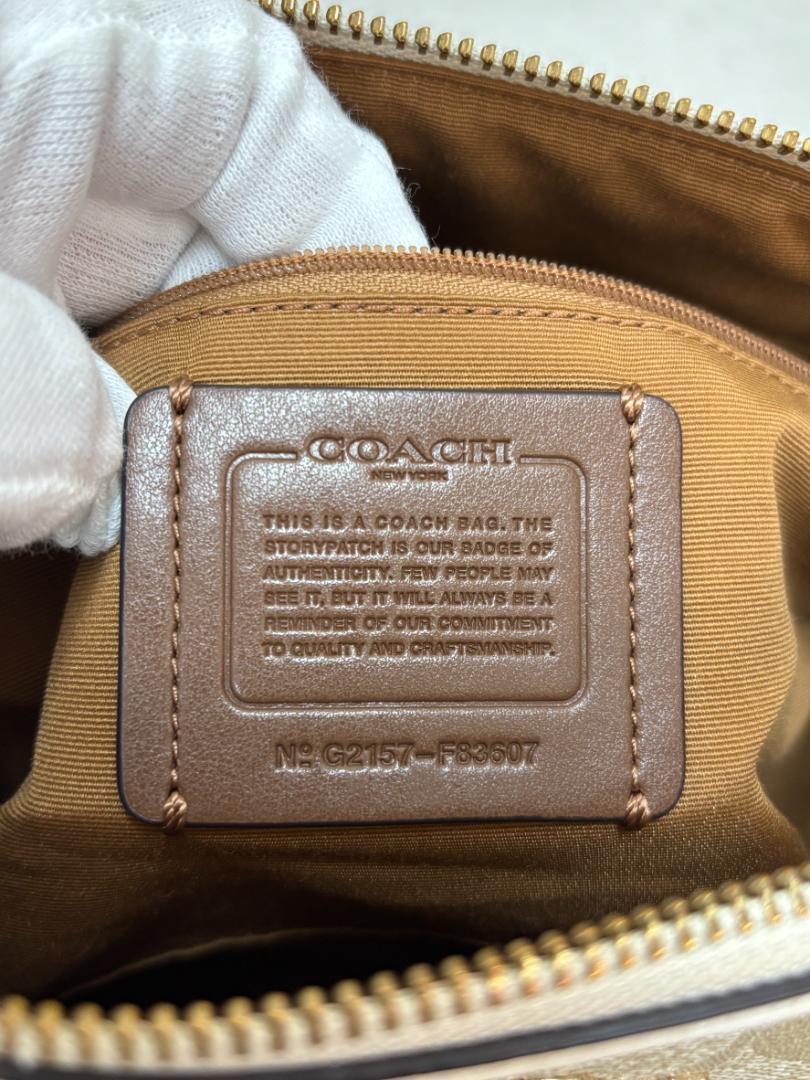 COACH
NEW YORK
THIS IS A COACH BAG. THE
STORYPATCH IS OUR BADGE OF
AUTHENTICITY. FEW PEOPLE MAY
SEE IT, BUT IT WILL ALWAYS BE A
REMINDER OF OUR COMMITMENT
TO QUALITY AND CRAFTSMANSHIP.
Nº G2157-F83607